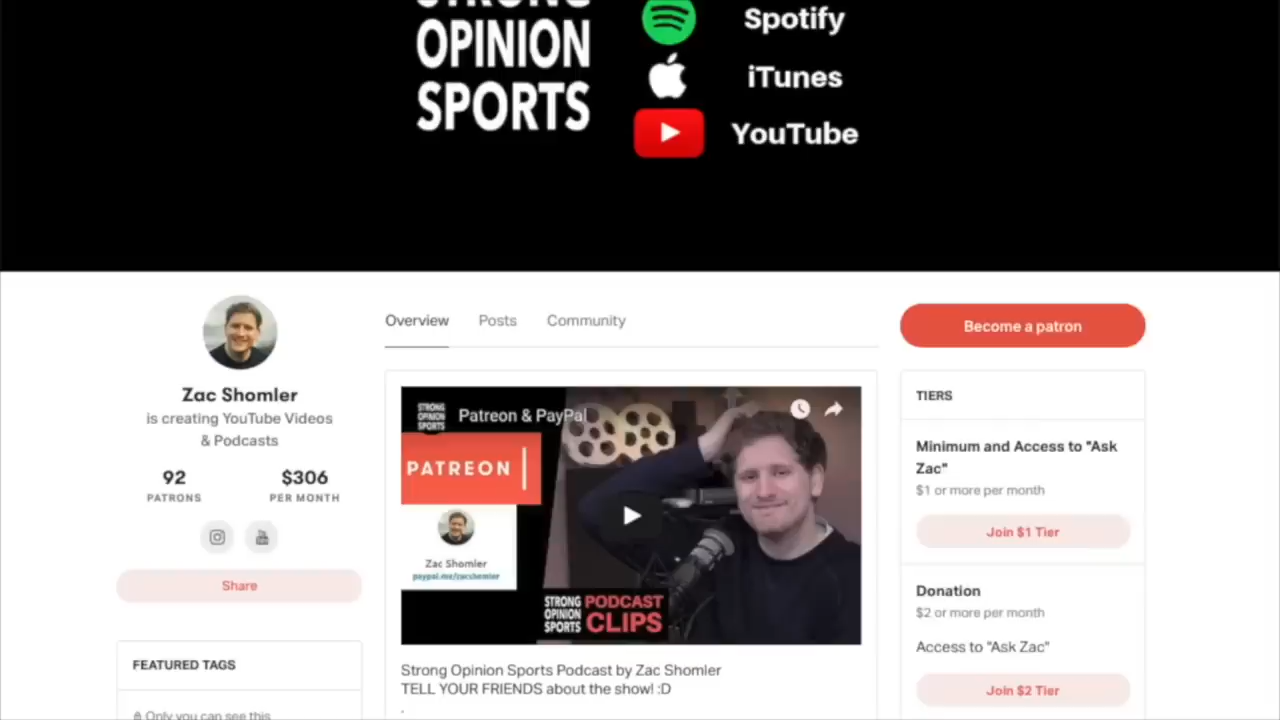 STRONG
OPINION
SPORTS
Spotify
iTunes
YouTube
Zac Shomler
is creating YouTube Videos
& Podcasts
92
PATRONS
$306
PER MONTH
Share
FEATURED TAGS
Only you can see this
Overview
Posts
Community
STRONG
OPINION
SPORTS
Patreon & PayPal
PATREON
Zac Shomler
paypal.me/zacshomler
STRONG
OPINION
SPORTS
PODCAST
CLIPS
Strong Opinion Sports Podcast by Zac Shomler
TELL YOUR FRIENDS about the show! :D
.
Become a patron
TIERS
Minimum and Access to "Ask
Zac"
$1 or more per month
Join $1 Tier
Donation
$2 or more per month
Access to "Ask Zac"
Join $2 Tier